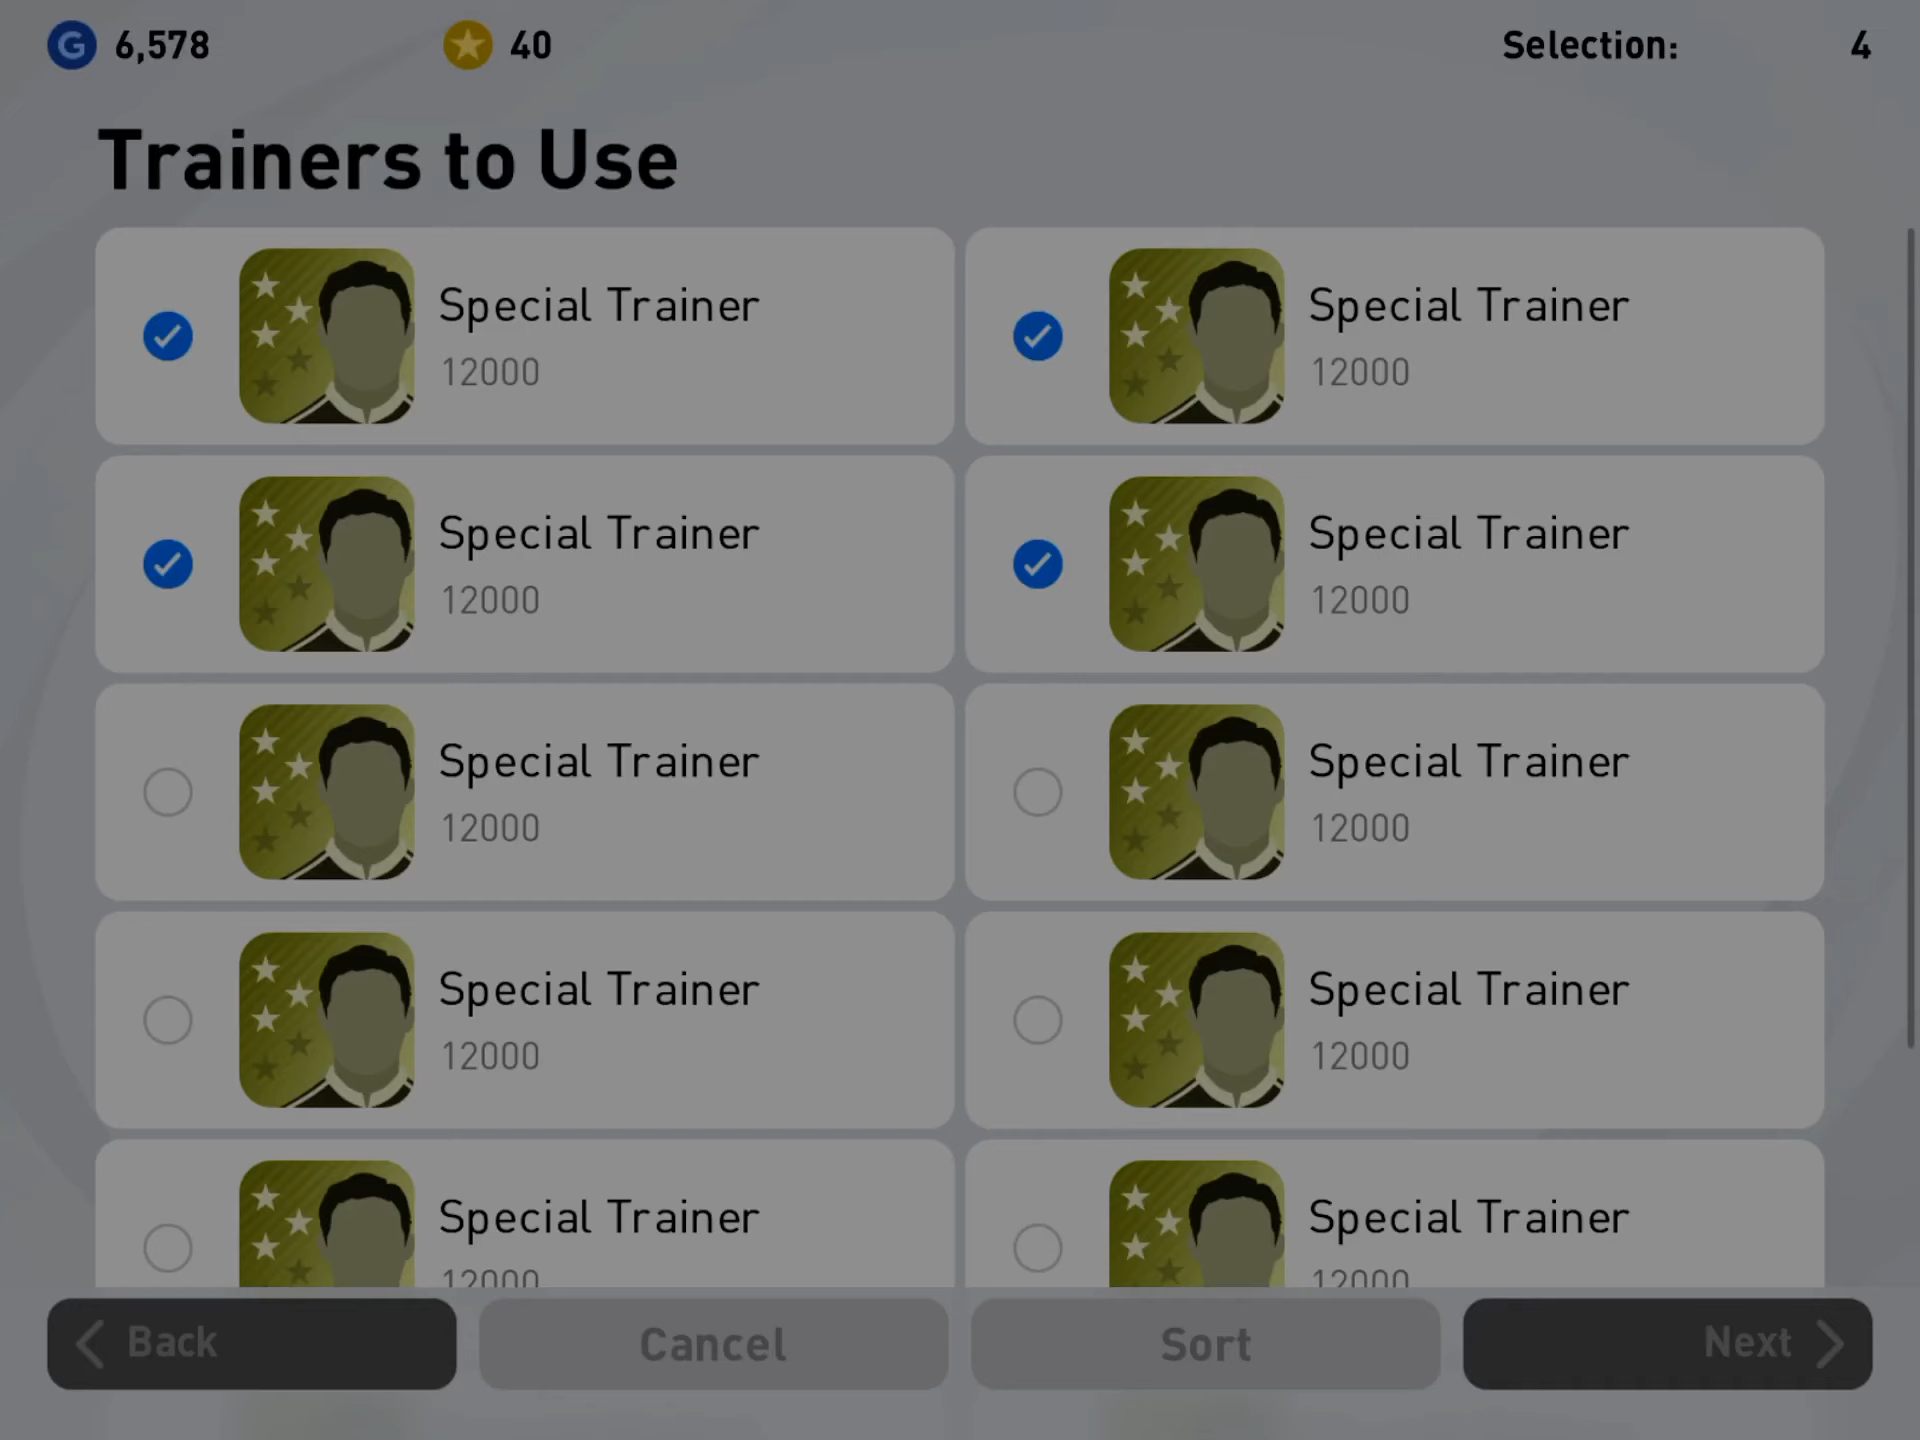 G 6,578
40
Selection: 4
Trainers to Use
Special Trainer
12000
Special Trainer
12000
Special Trainer
12000
Special Trainer
12000
Special Trainer
12000
Special Trainer
12000
Special Trainer
12000
Special Trainer
12000
Special Trainer
12000
Special Trainer
12000
Back
Cancel
Sort
Next